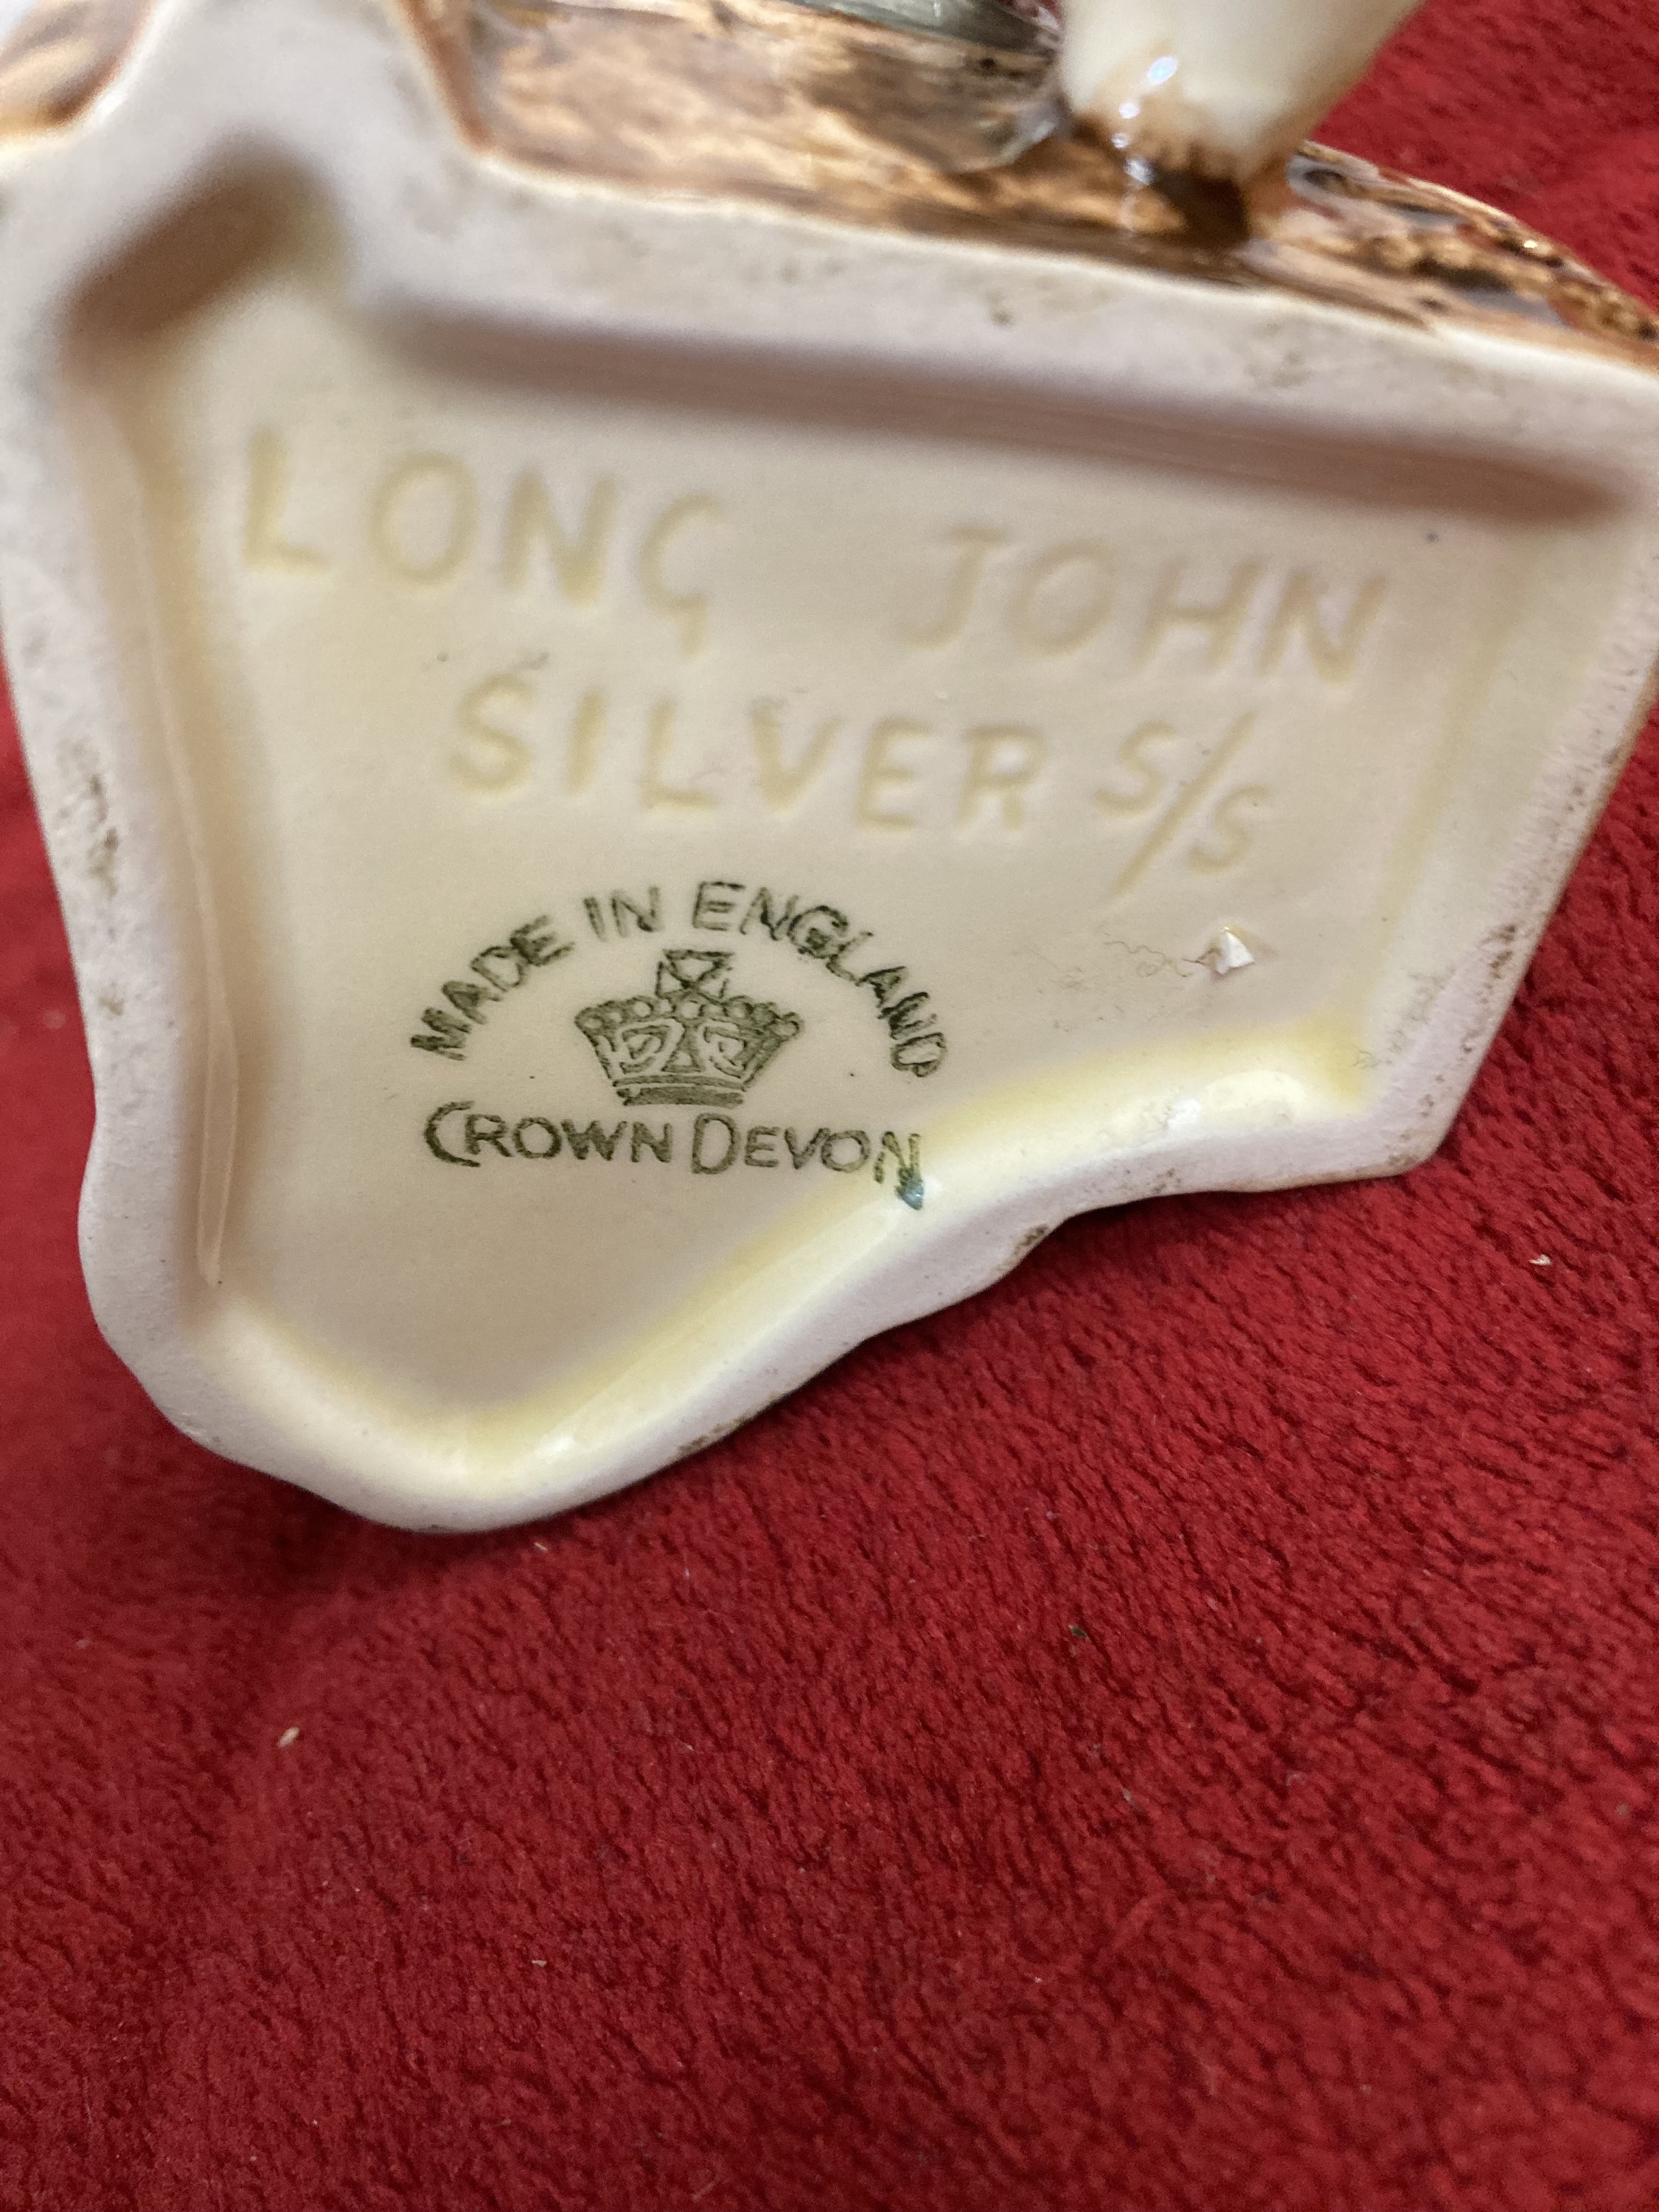 LONG JOHN
SILVER S/S
MADE IN ENGLAND
CROWN DEVON